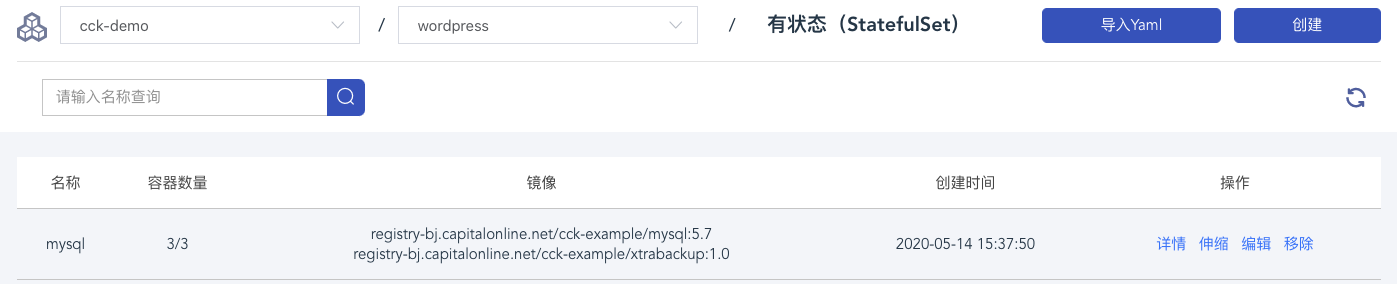 cck-demo / wordpress / 有状态（StatefulSet） 导入Yaml 创建
请输入名称查询
名称 容器数量 镜像 创建时间 操作
mysql 3/3 registry-bj.capitalonline.net/cck-example/mysql:5.7 2020-05-14 15:37:50 详情 伸缩 编辑 移除
registry-bj.capitalonline.net/cck-example/xtrabackup:1.0